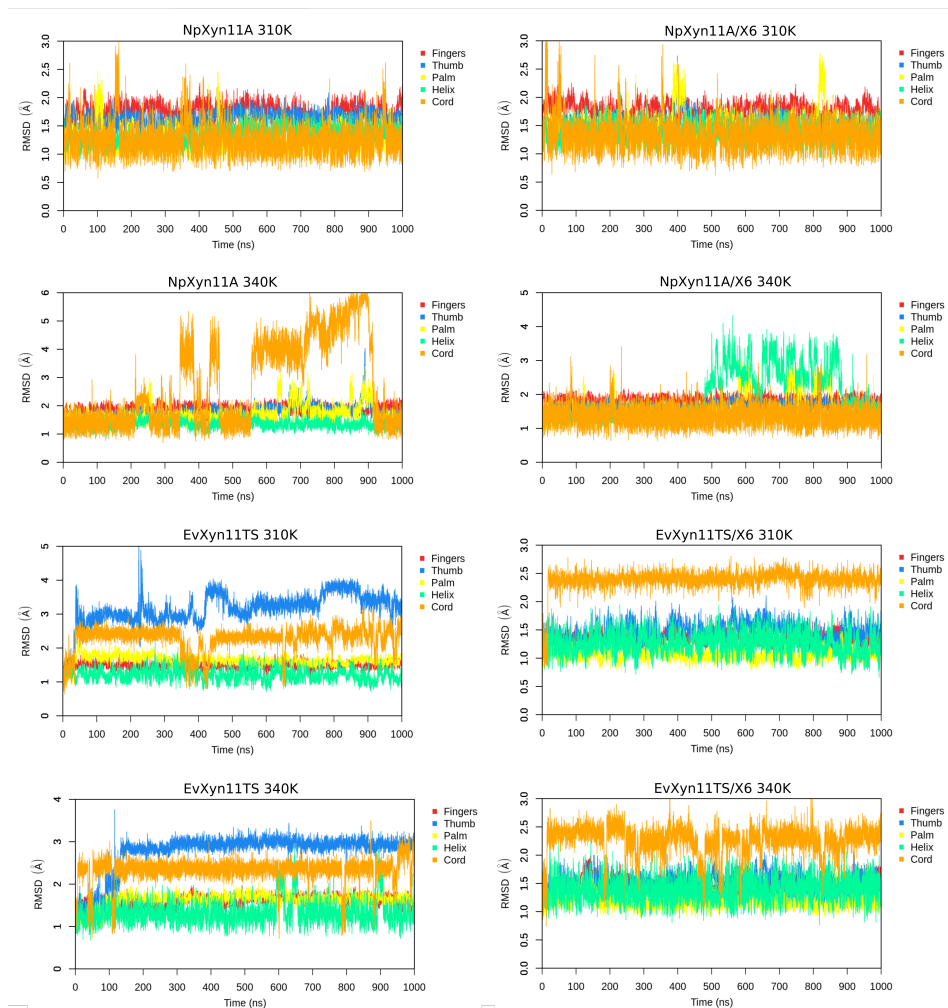 NpXyn11A 310K
RMSD (Å)
3.0
2.5
2.0
1.5
1.0
0.5
0.0
0 100 200 300 400 500 600 700 800 900 1000
Time (ns)
Fingers
Thumb
Palm
Helix
Cord
NpXyn11A/X6 310K
RMSD (Å)
3.0
2.5
2.0
1.5
1.0
0.5
0.0
0 100 200 300 400 500 600 700 800 900 1000
Time (ns)
Fingers
Thumb
Palm
Helix
Cord
NpXyn11A 340K
RMSD (Å)
6
5
4
3
2
1
0
0 100 200 300 400 500 600 700 800 900 1000
Time (ns)
Fingers
Thumb
Palm
Helix
Cord
NpXyn11A/X6 340K
RMSD (Å)
5
4
3
2
1
0
0 100 200 300 400 500 600 700 800 900 1000
Time (ns)
Fingers
Thumb
Palm
Helix
Cord
EvXyn11TS 310K
RMSD (Å)
5
4
3
2
1
0
0 100 200 300 400 500 600 700 800 900 1000
Time (ns)
Fingers
Thumb
Palm
Helix
Cord
EvXyn11TS/X6 310K
RMSD (Å)
3.0
2.5
2.0
1.5
1.0
0.5
0.0
0 100 200 300 400 500 600 700 800 900 1000
Time (ns)
Fingers
Thumb
Palm
Helix
Cord
EvXyn11TS 340K
RMSD (Å)
4
3
2
1
0
0 100 200 300 400 500 600 700 800 900 1000
Time (ns)
Fingers
Thumb
Palm
Helix
Cord
EvXyn11TS/X6 340K
RMSD (Å)
3.0
2.5
2.0
1.5
1.0
0.5
0.0
0 100 200 300 400 500 600 700 800 900 1000
Time (ns)
Fingers
Thumb
Palm
Helix
Cord